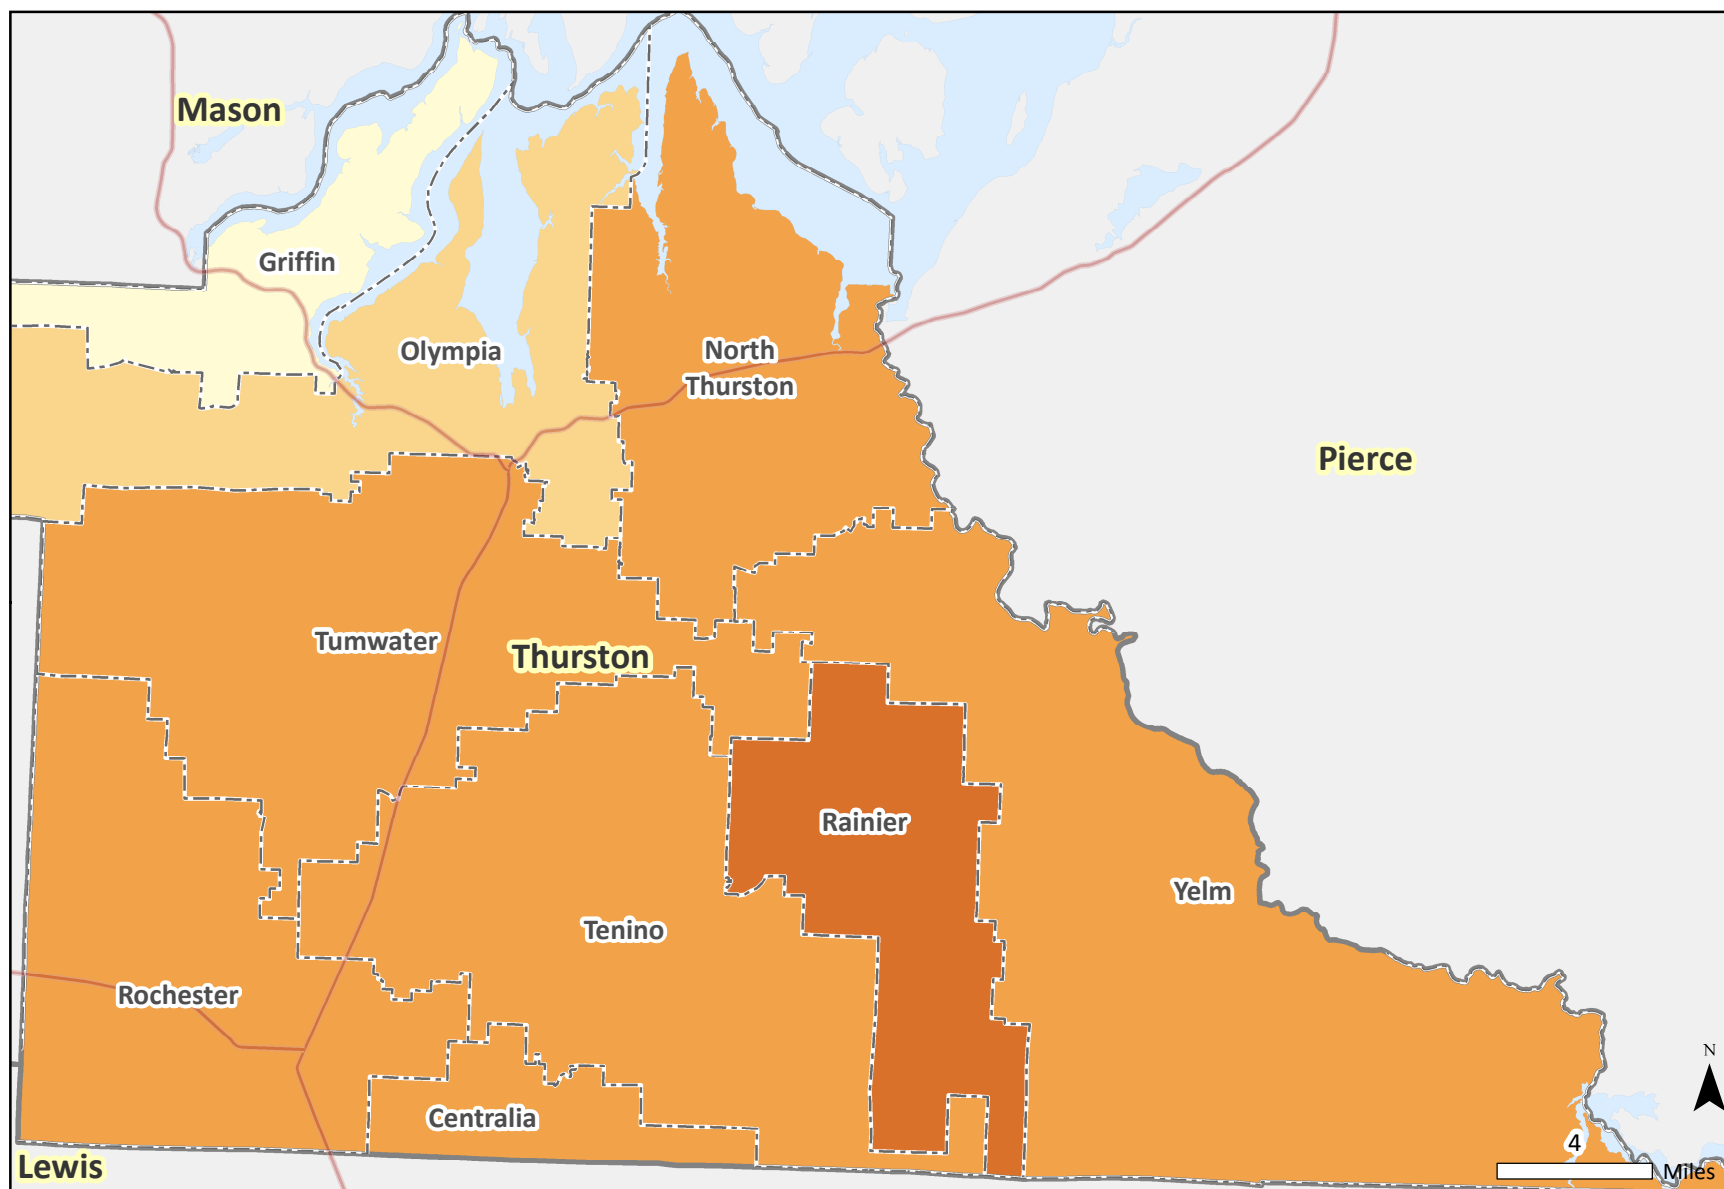 Mason
Griffin
Olympia
North
Thurston
Pierce
Tumwater
Thurston
Rainier
Yelm
Tenino
Rochester
N
Centralia
4
Lewis
Miles